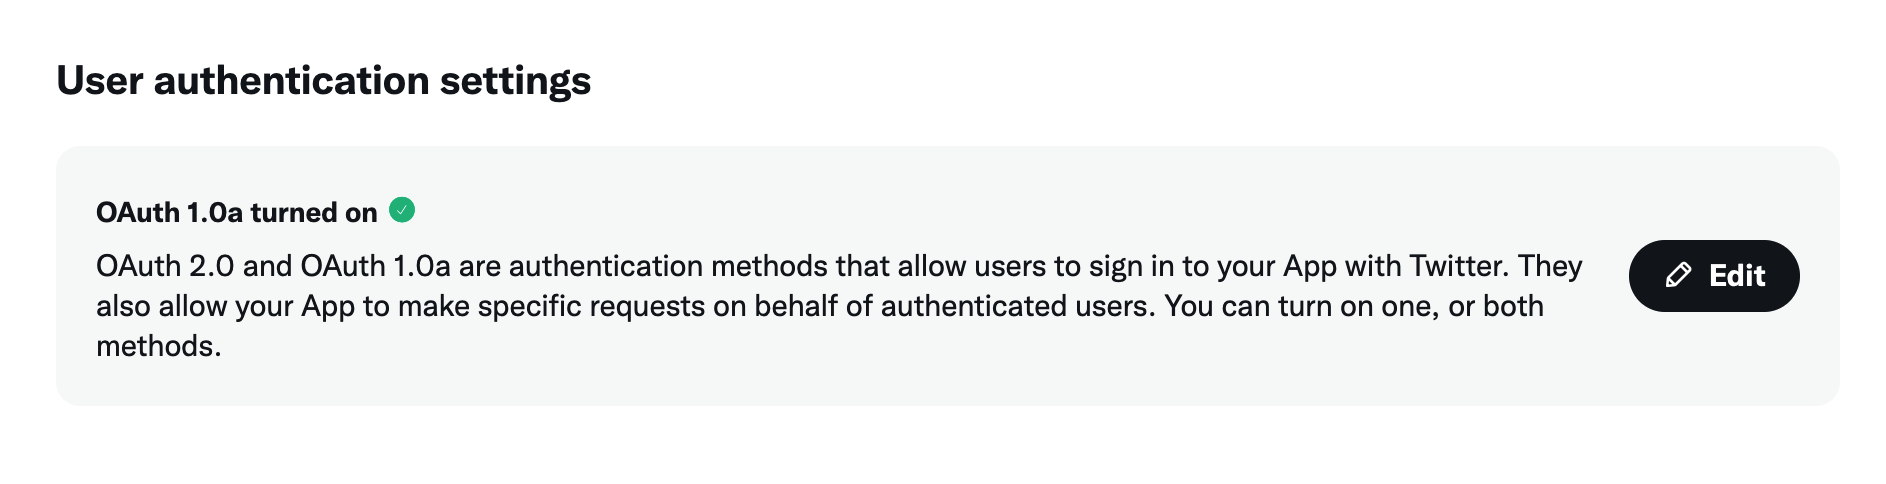 User authentication settings
OAuth 1.0a turned on
OAuth 2.0 and OAuth 1.0a are authentication methods that allow users to sign in to your App with Twitter. They
also allow your App to make specific requests on behalf of authenticated users. You can turn on one, or both
methods.
Edit